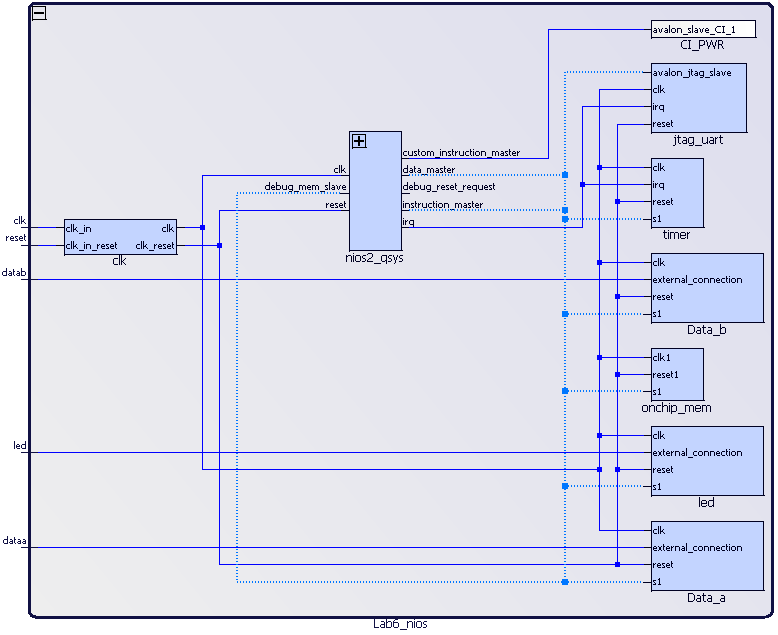 avalon_slave_CI_1
CI_PWR
avalon_jtag_slave
clk
irq
reset
jtag_uart
custom_instruction_master
clk
data_master
debug_mem_slave
debug_reset_request
reset
instruction_master
irq
nios2_qsys
clk
irq
reset
s1
timer
clk
reset
clk_in
clk
clk_in_reset
clk_reset
clk
datab
clk
external_connection
reset
s1
Data_b
clk1
reset1
s1
onchip_mem
led
clk
external_connection
reset
s1
led
dataa
clk
external_connection
reset
s1
Data_a
Lab6_nios